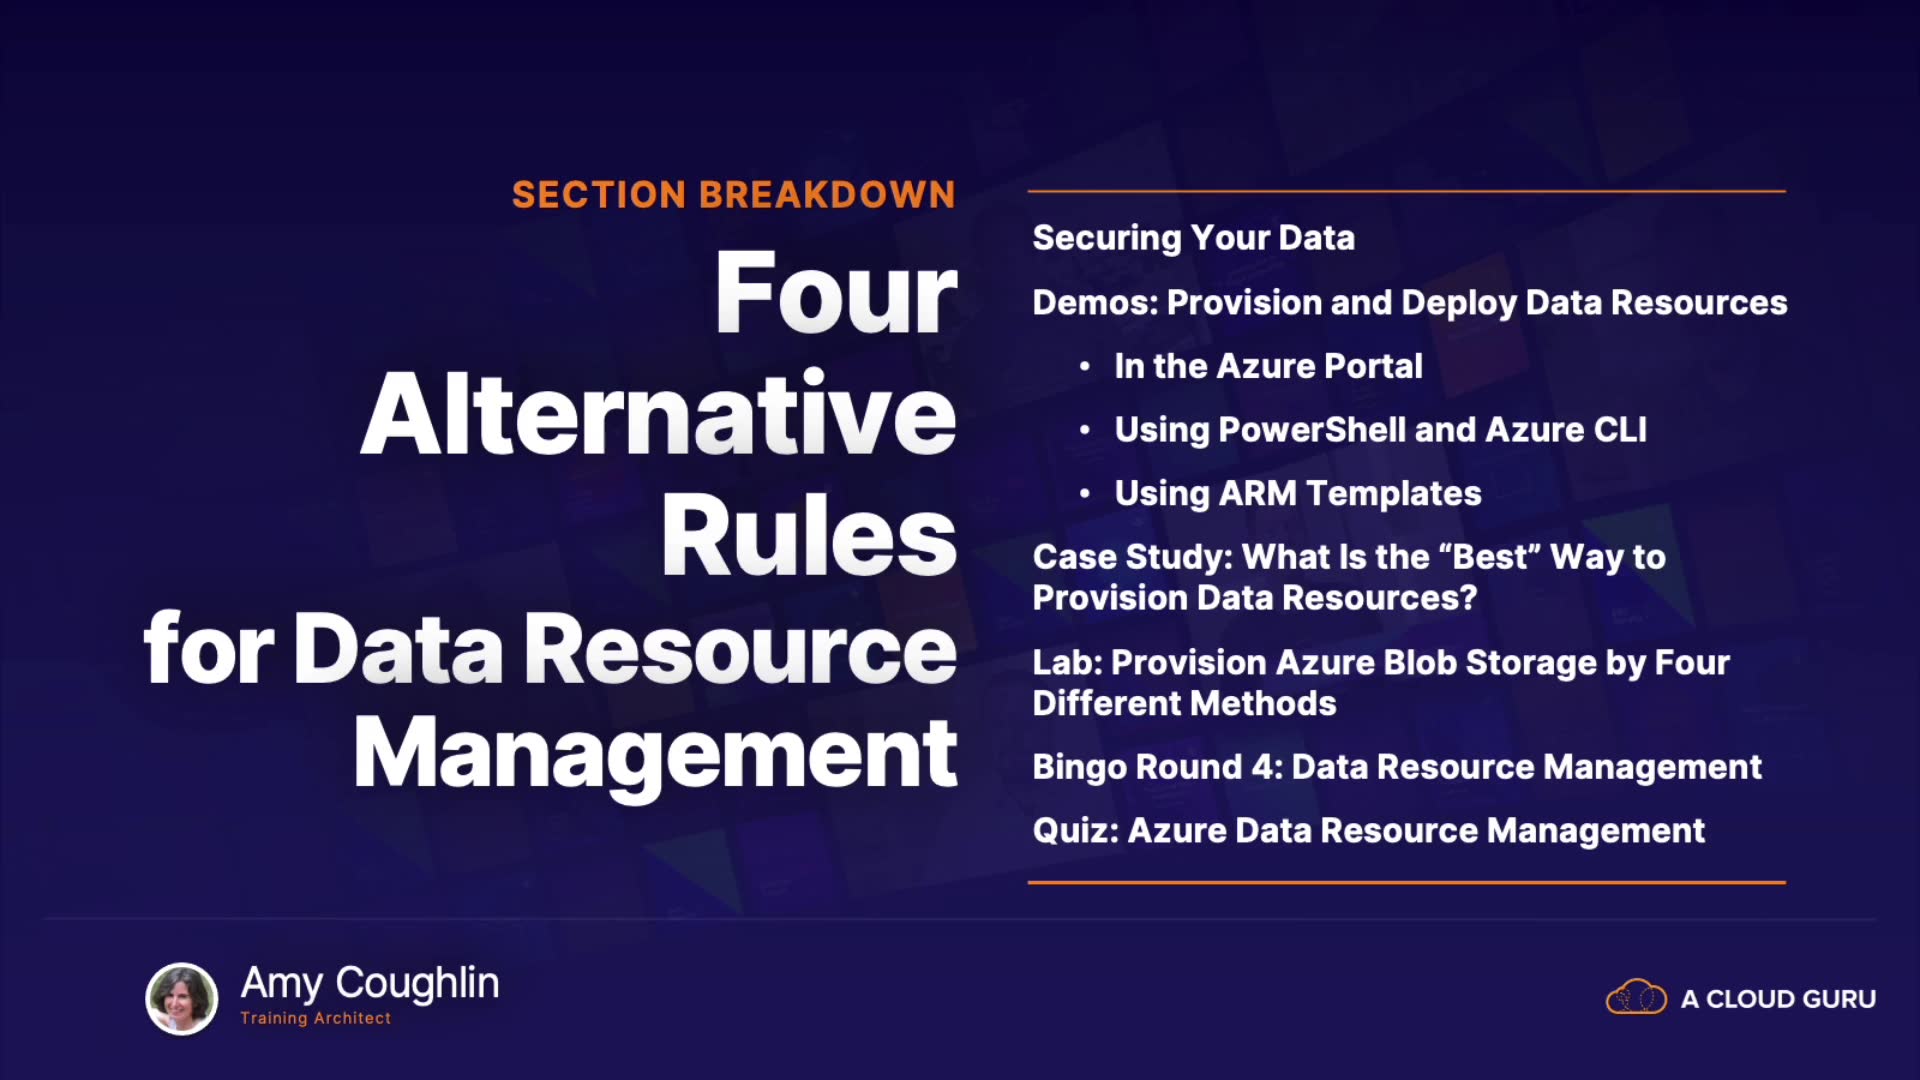 SECTION BREAKDOWN
Four
Alternative
Rules
for Data Resource
Management
Securing Your Data
Demos: Provision and Deploy Data Resources
• In the Azure Portal
• Using PowerShell and Azure CLI
• Using ARM Templates
Case Study: What Is the “Best” Way to
Provision Data Resources?
Lab: Provision Azure Blob Storage by Four
Different Methods
Bingo Round 4: Data Resource Management
Quiz: Azure Data Resource Management
Amy Coughlin
Training Architect
A CLOUD GURU